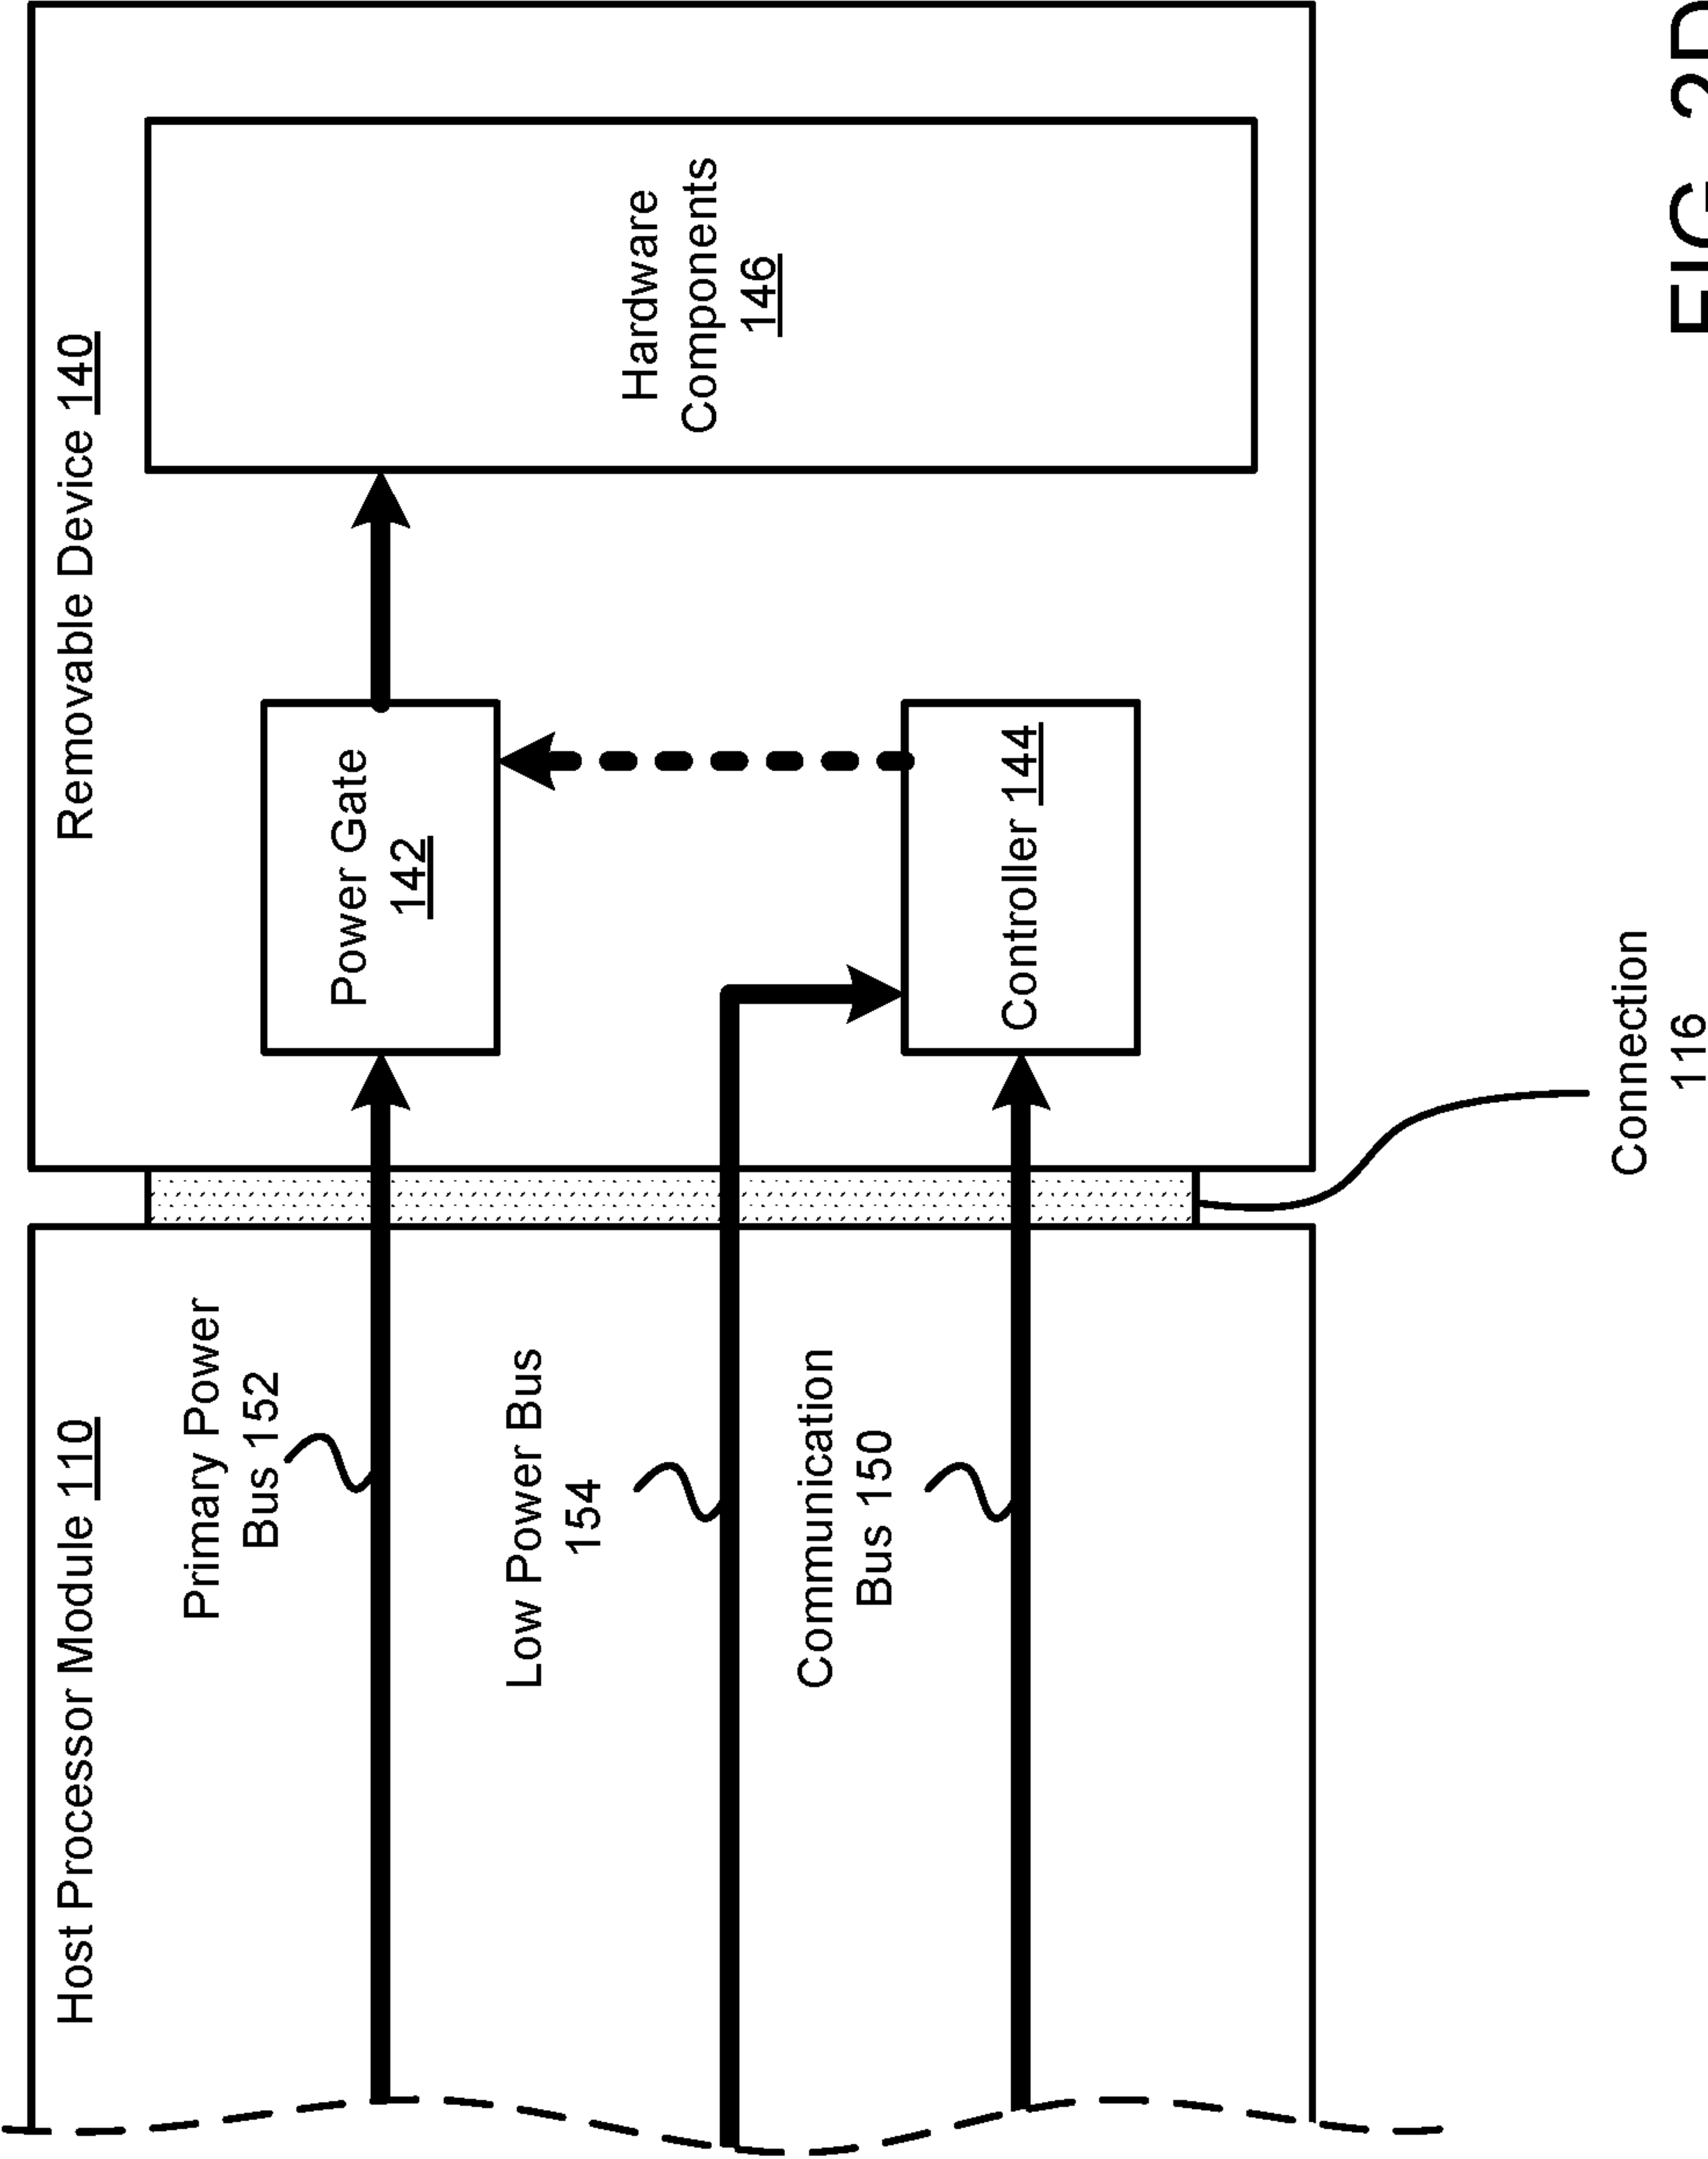 Host Processor Module 110
Primary Power
Bus 152
Low Power Bus
154
Communication
Bus 150
Removable Device 140
Power Gate
142
Controller 144
Hardware
Components
146
Connection
116
FIG. 2D